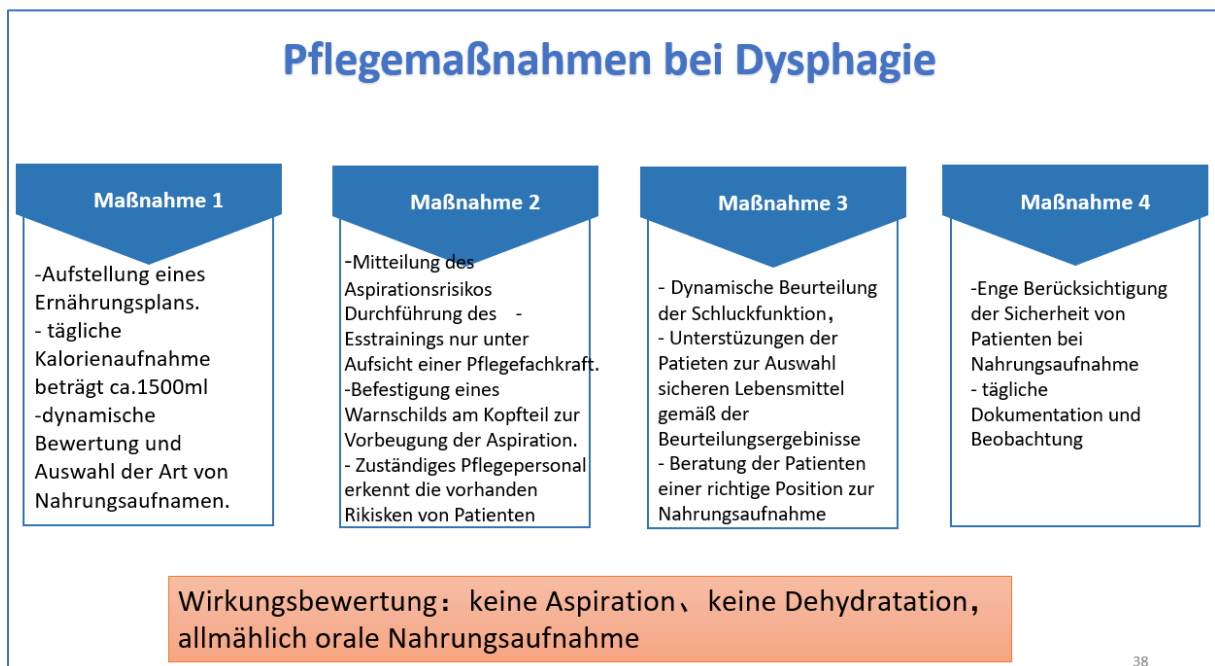 Pflegemaßnahmen bei Dysphagie
Maßnahme 1
-Aufstellung eines
Ernährungsplans.
- tägliche
Kalorienaufnahme
beträgt ca.1500ml
-dynamische
Bewertung und
Auswahl der Art von
Nahrungsaufnamen.
Maßnahme 2
-Mitteilung des
Aspirationsrisikos
Durchführung des -
Esstrainings nur unter
Aufsicht einer Pflegefachkraft.
-Befestigung eines
Warnschilds am Kopfteil zur
Vorbeugung der Aspiration.
- Zuständiges Pflegepersonal
erkennt die vorhanden
Rikisken von Patienten
Maßnahme 3
- Dynamische Beurteilung
der Schluckfunktion,
- Unterstüzungen der
Patieten zur Auswahl
sicheren Lebensmittel
gemäß der
Beurteilungsergebinisse
- Beratung der Patienten
einer richtige Position zur
Nahrungsaufnahme
Maßnahme 4
-Enge Berücksichtigung
der Sicherheit von
Patienten bei
Nahrungsaufnahme
- tägliche
Dokumentation und
Beobachtung
Wirkungsbewertung：keine Aspiration、keine Dehydratation，
allmählich orale Nahrungsaufnahme
38